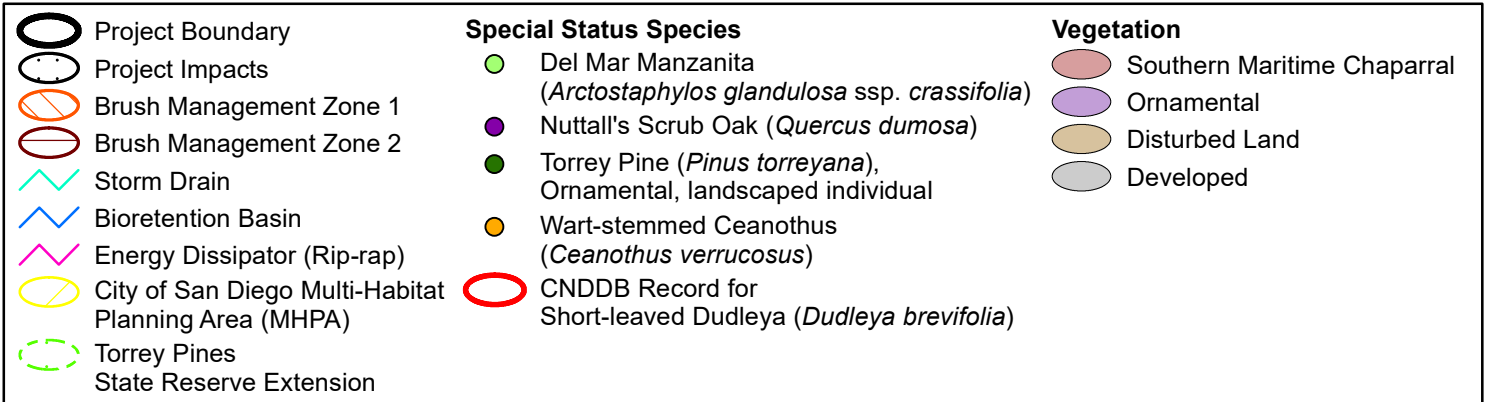 Project Boundary
Project Impacts
Brush Management Zone 1
Brush Management Zone 2
Storm Drain
Bioretention Basin
Energy Dissipator (Rip-rap)
City of San Diego Multi-Habitat
Planning Area (MHPA)
Torrey Pines
State Reserve Extension
Special Status Species
Del Mar Manzanita
(Arctostaphylos glandulosa ssp. crassifolia)
Nuttall's Scrub Oak (Quercus dumosa)
Torrey Pine (Pinus torreyana),
Ornamental, landscaped individual
Wart-stemmed Ceanothus
(Ceanothus verrucosus)
CNDDB Record for
Short-leaved Dudleya (Dudleya brevifolia)
Vegetation
Southern Maritime Chaparral
Ornamental
Disturbed Land
Developed